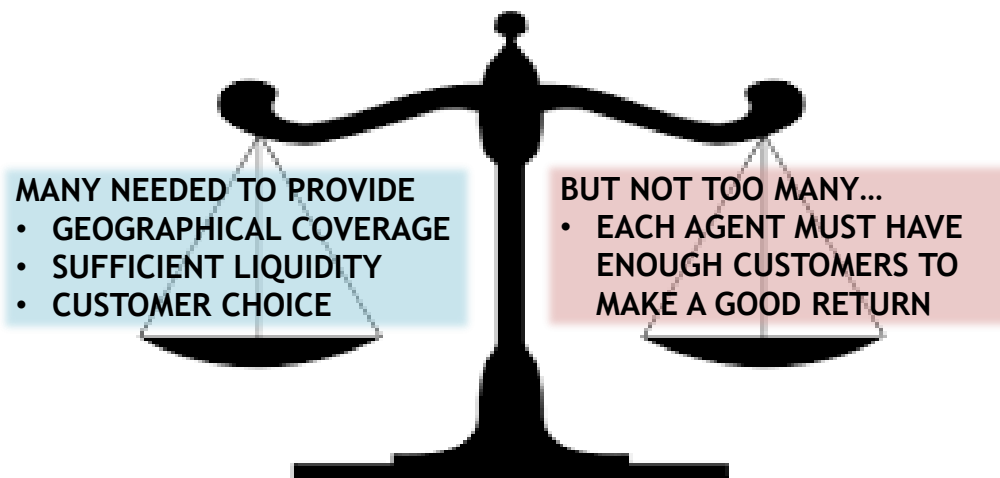 MANY NEEDED TO PROVIDE
• GEOGRAPHICAL COVERAGE
• SUFFICIENT LIQUIDITY
• CUSTOMER CHOICE
BUT NOT TOO MANY…
• EACH AGENT MUST HAVE
ENOUGH CUSTOMERS TO
MAKE A GOOD RETURN